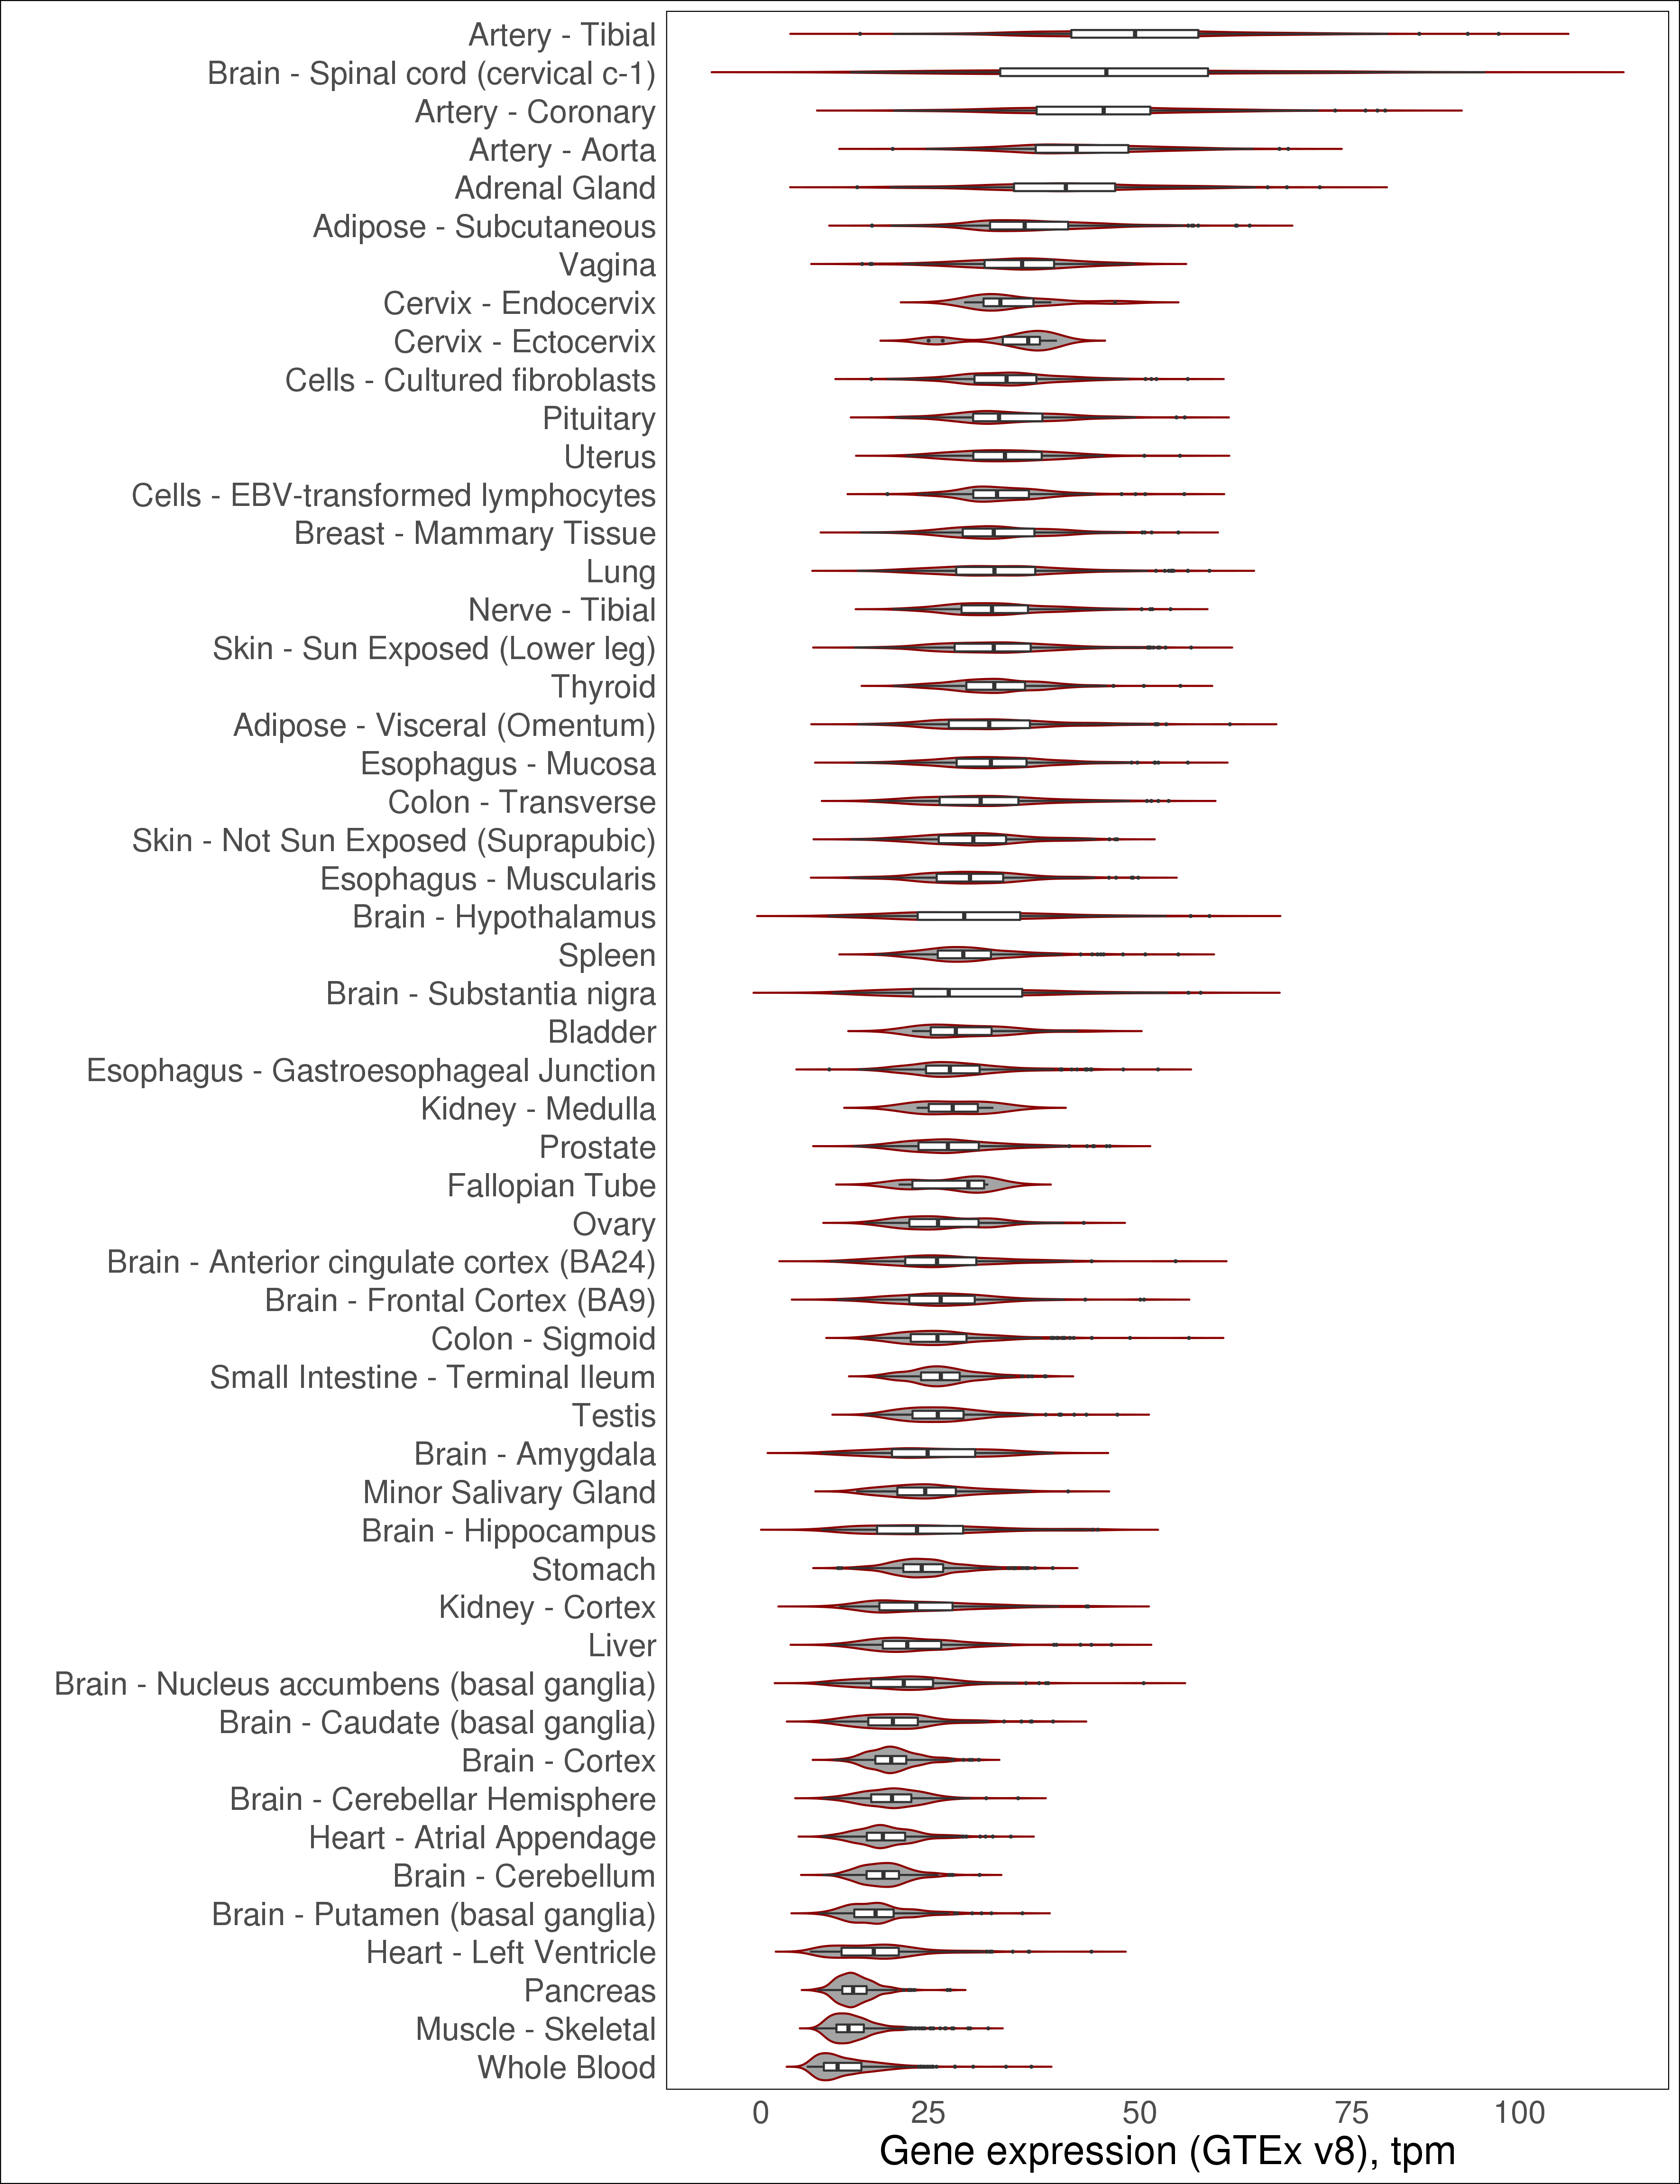 Artery - Tibial
Brain - Spinal cord (cervical c-1)
Artery - Coronary
Artery - Aorta
Adrenal Gland
Adipose - Subcutaneous
Vagina
Cervix - Endocervix
Cervix - Ectocervix
Cells - Cultured fibroblasts
Pituitary
Uterus
Cells - EBV-transformed lymphocytes
Breast - Mammary Tissue
Lung
Nerve - Tibial
Skin - Sun Exposed (Lower leg)
Thyroid
Adipose - Visceral (Omentum)
Esophagus - Mucosa
Colon - Transverse
Skin - Not Sun Exposed (Suprapubic)
Esophagus - Muscularis
Brain - Hypothalamus
Spleen
Brain - Substantia nigra
Bladder
Esophagus - Gastroesophageal Junction
Kidney - Medulla
Prostate
Fallopian Tube
Ovary
Brain - Anterior cingulate cortex (BA24)
Brain - Frontal Cortex (BA9)
Colon - Sigmoid
Small Intestine - Terminal Ileum
Testis
Brain - Amygdala
Minor Salivary Gland
Brain - Hippocampus
Stomach
Kidney - Cortex
Liver
Brain - Nucleus accumbens (basal ganglia)
Brain - Caudate (basal ganglia)
Brain - Cortex
Brain - Cerebellar Hemisphere
Heart - Atrial Appendage
Brain - Cerebellum
Brain - Putamen (basal ganglia)
Heart - Left Ventricle
Pancreas
Muscle - Skeletal
Whole Blood
0 25 50 75 100
Gene expression (GTEx v8), tpm